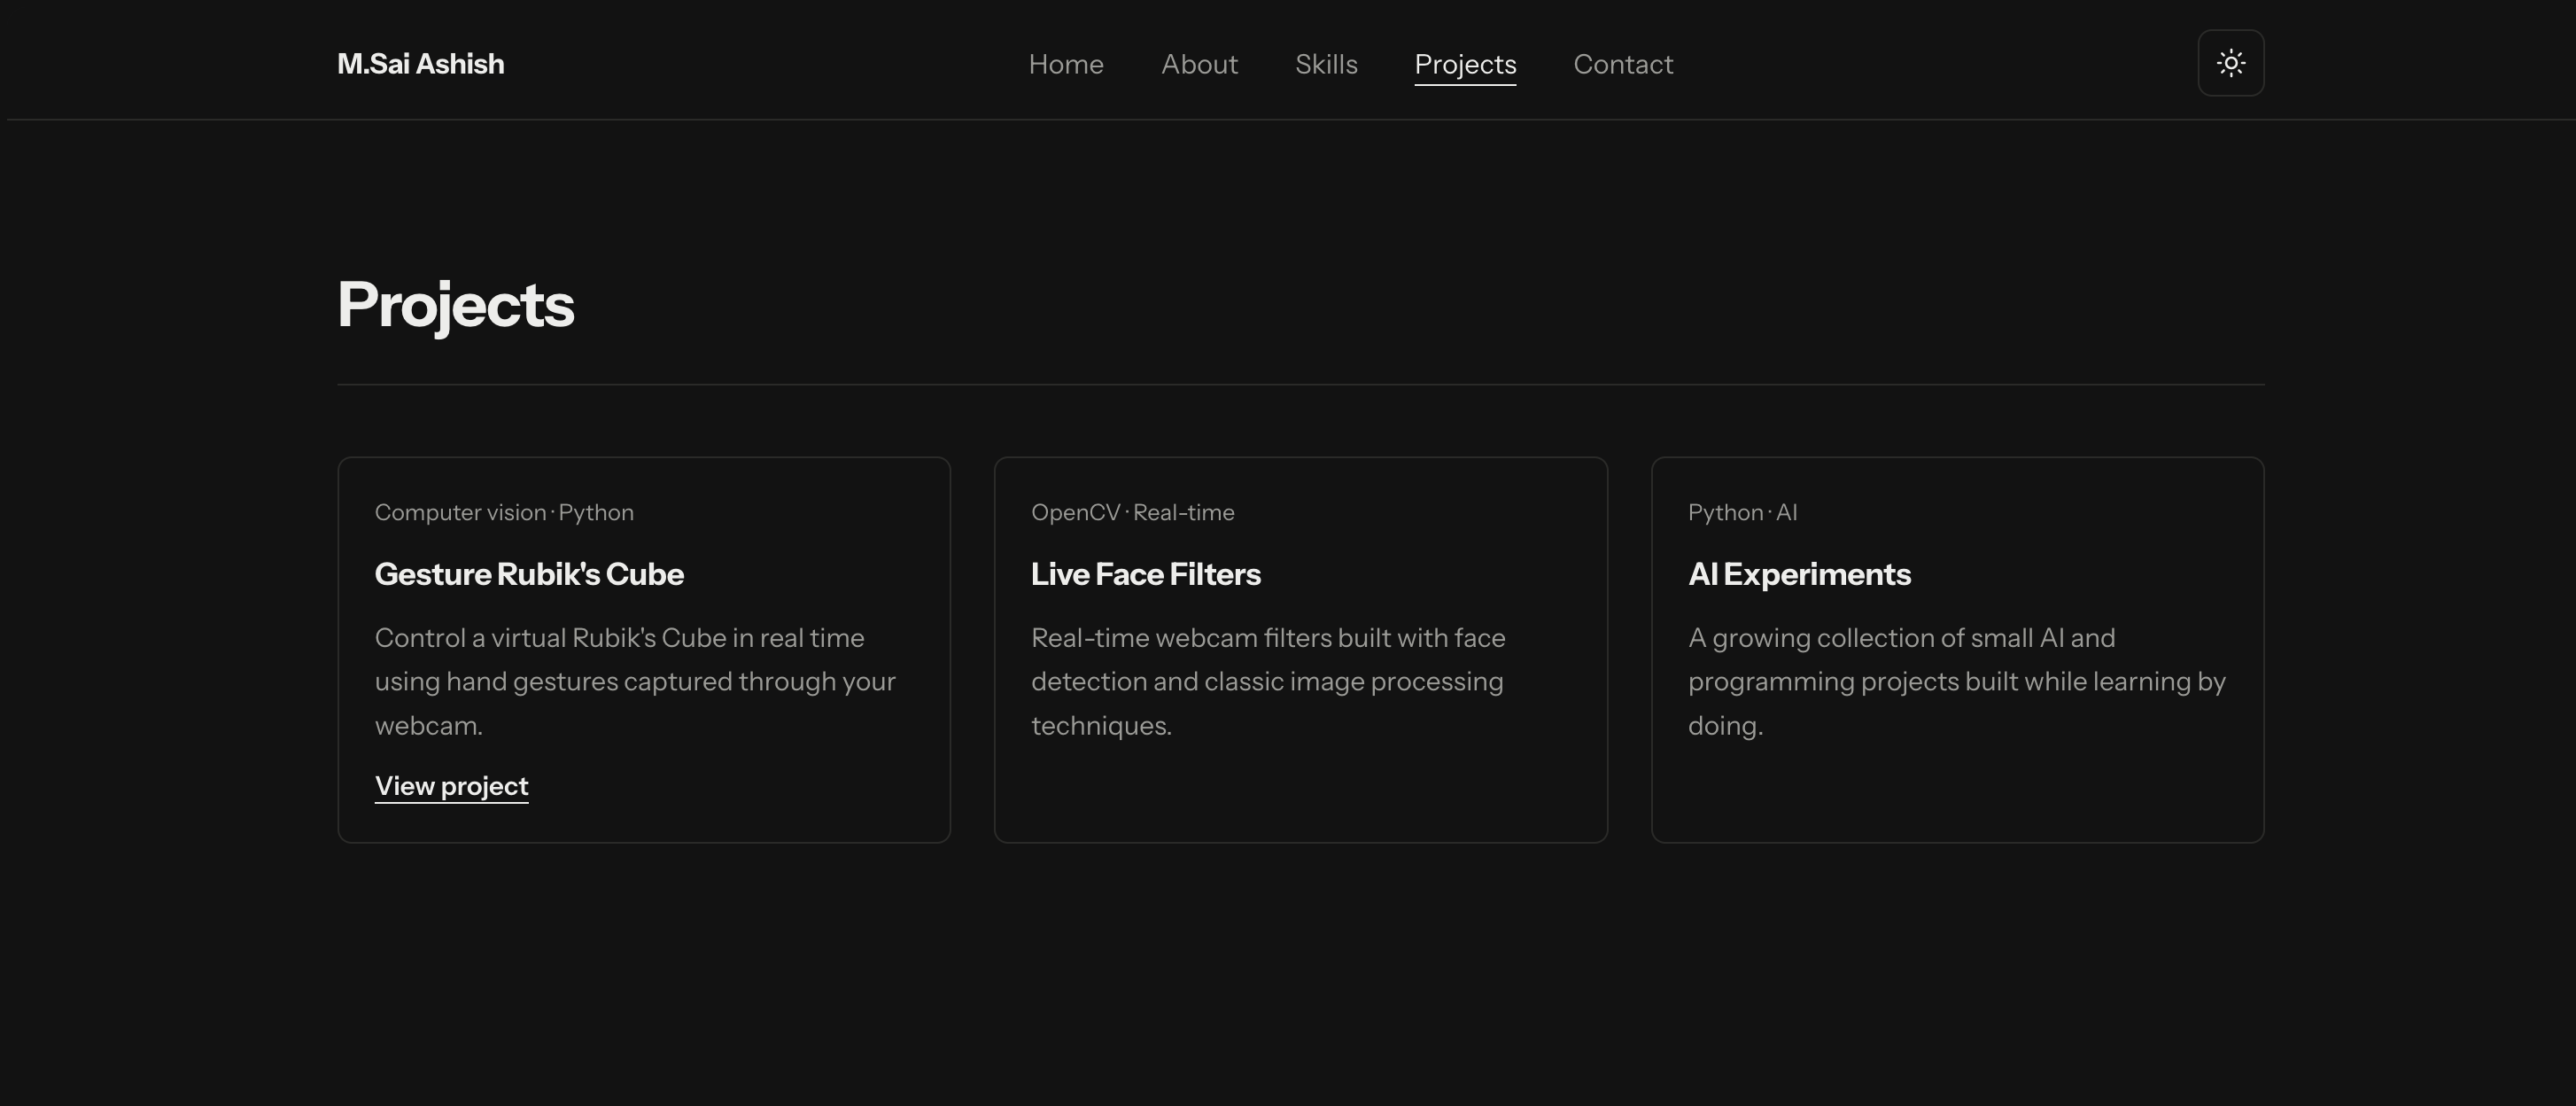 M.Sai Ashish
Home About Skills Projects Contact
Projects
Computer vision · Python
Gesture Rubik's Cube
Control a virtual Rubik's Cube in real time
using hand gestures captured through your
webcam.
View project
OpenCV · Real-time
Live Face Filters
Real-time webcam filters built with face
detection and classic image processing
techniques.
Python · AI
AI Experiments
A growing collection of small AI and
programming projects built while learning by
doing.